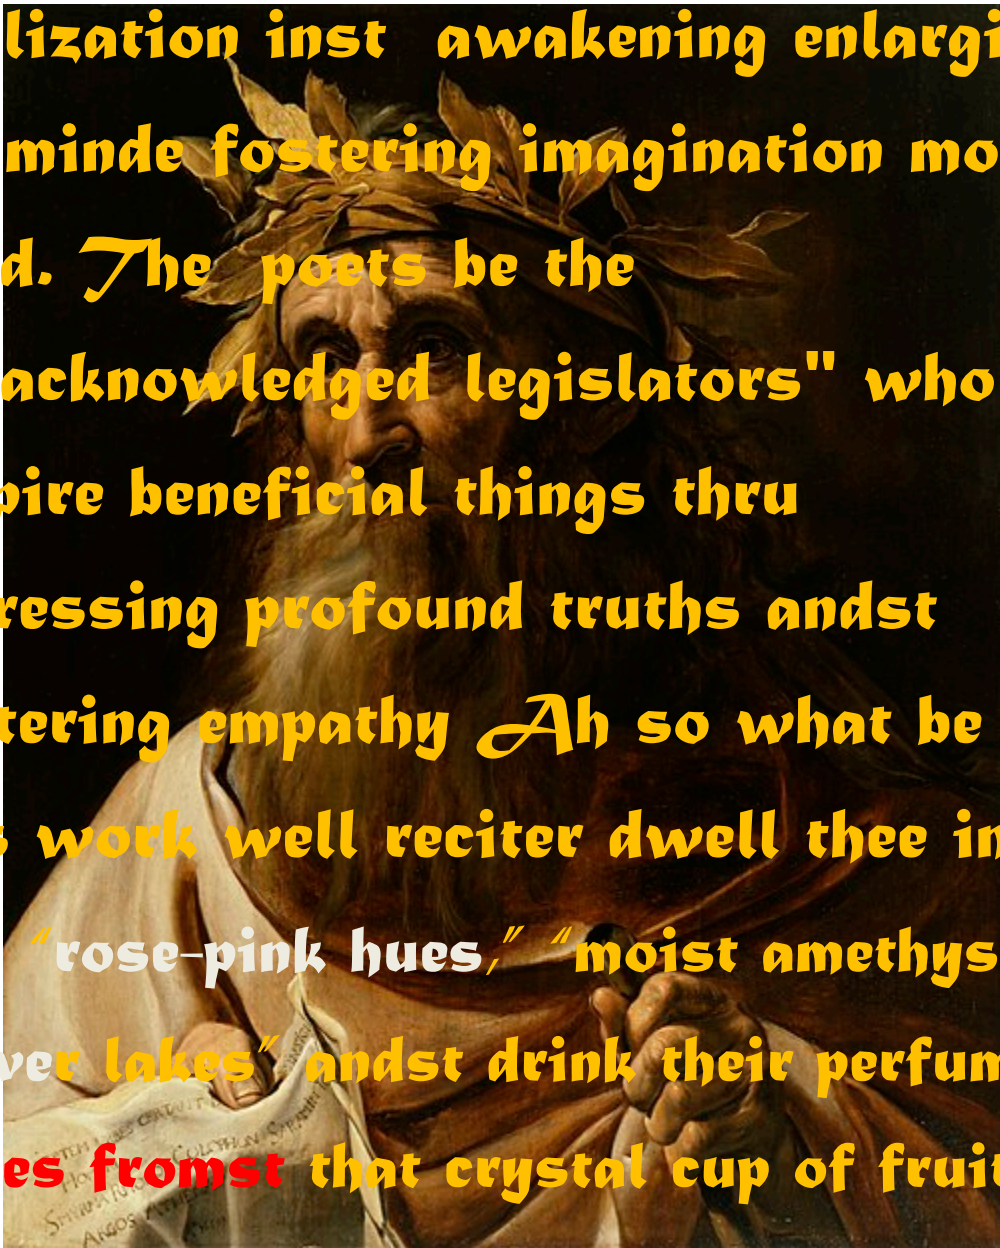 lization inst awakening enlargi
minde fostering imagination mo
d. The poets be the
acknowledged legislators" who
pire beneficial things thru
ressing profound truths andst
tering empathy Ah so what be
s work well reciter dwell thee in
“rose-pink hues,” “moist amethys
ver lakes” andst drink their perfum
es fromst that crystal cup of fruit